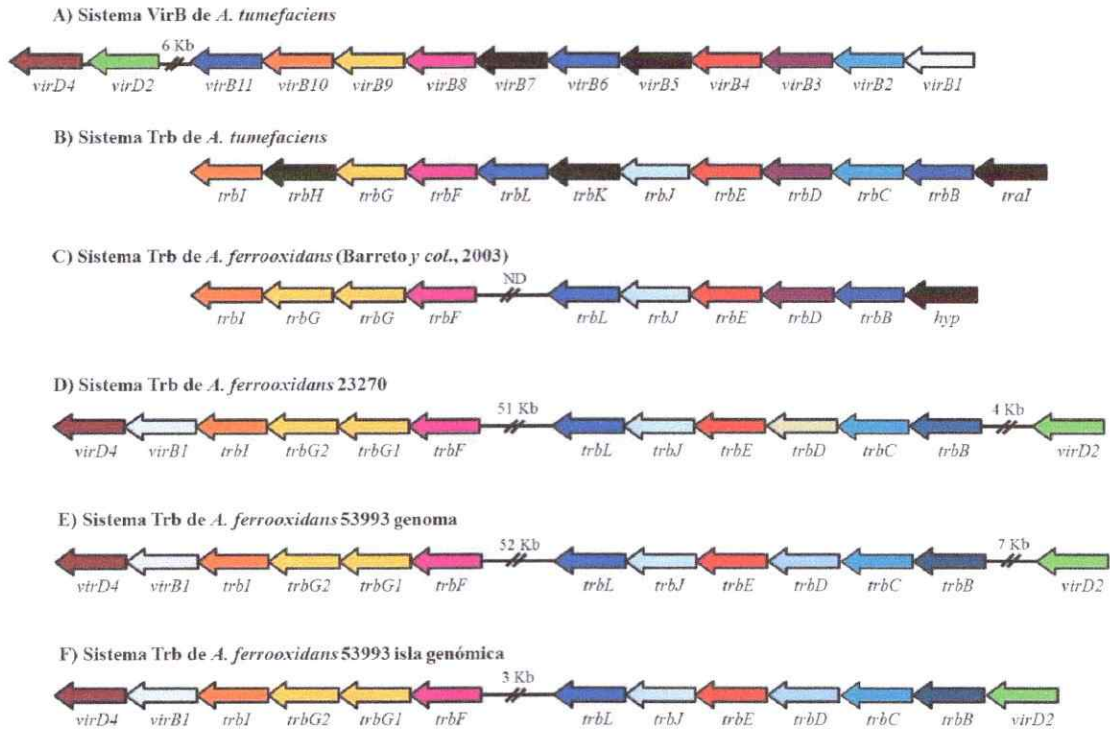 A) Sistema VirB de A. tumefaciens
6 Kb
virD4 virD2 virB11 virB10 virB9 virB8 virB7 virB6 virB5 virB4 virB3 virB2 virB1
B) Sistema Trb de A. tumefaciens
trbI trbH trbG trbF trbL trbK trbJ trbE trbD trbC trbB traI
C) Sistema Trb de A. ferrooxidans (Barreto y col., 2003)
ND
trbI trbG trbG trbF trbL trbJ trbE trbD trbB hyp
D) Sistema Trb de A. ferrooxidans 23270
51 Kb 4 Kb
virD4 virB1 trbI trbG2 trbG1 trbF trbL trbJ trbE trbD trbC trbB virD2
E) Sistema Trb de A. ferrooxidans 53993 genoma
52 Kb 7 Kb
virD4 virB1 trbI trbG2 trbG1 trbF trbL trbJ trbE trbD trbC trbB virD2
F) Sistema Trb de A. ferrooxidans 53993 isla genómica
3 Kb
virD4 virB1 trbI trbG2 trbG1 trbF trbL trbJ trbE trbD trbC trbB virD2